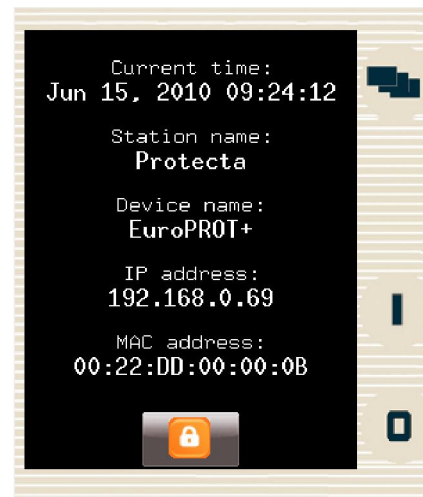 Current time:
Jun 15, 2010 09:24:12
Station name:
Protecta
Device name:
EuroPROT+
IP address:
192.168.0.69
MAC address:
00:22:DD:00:00:0B
I
O